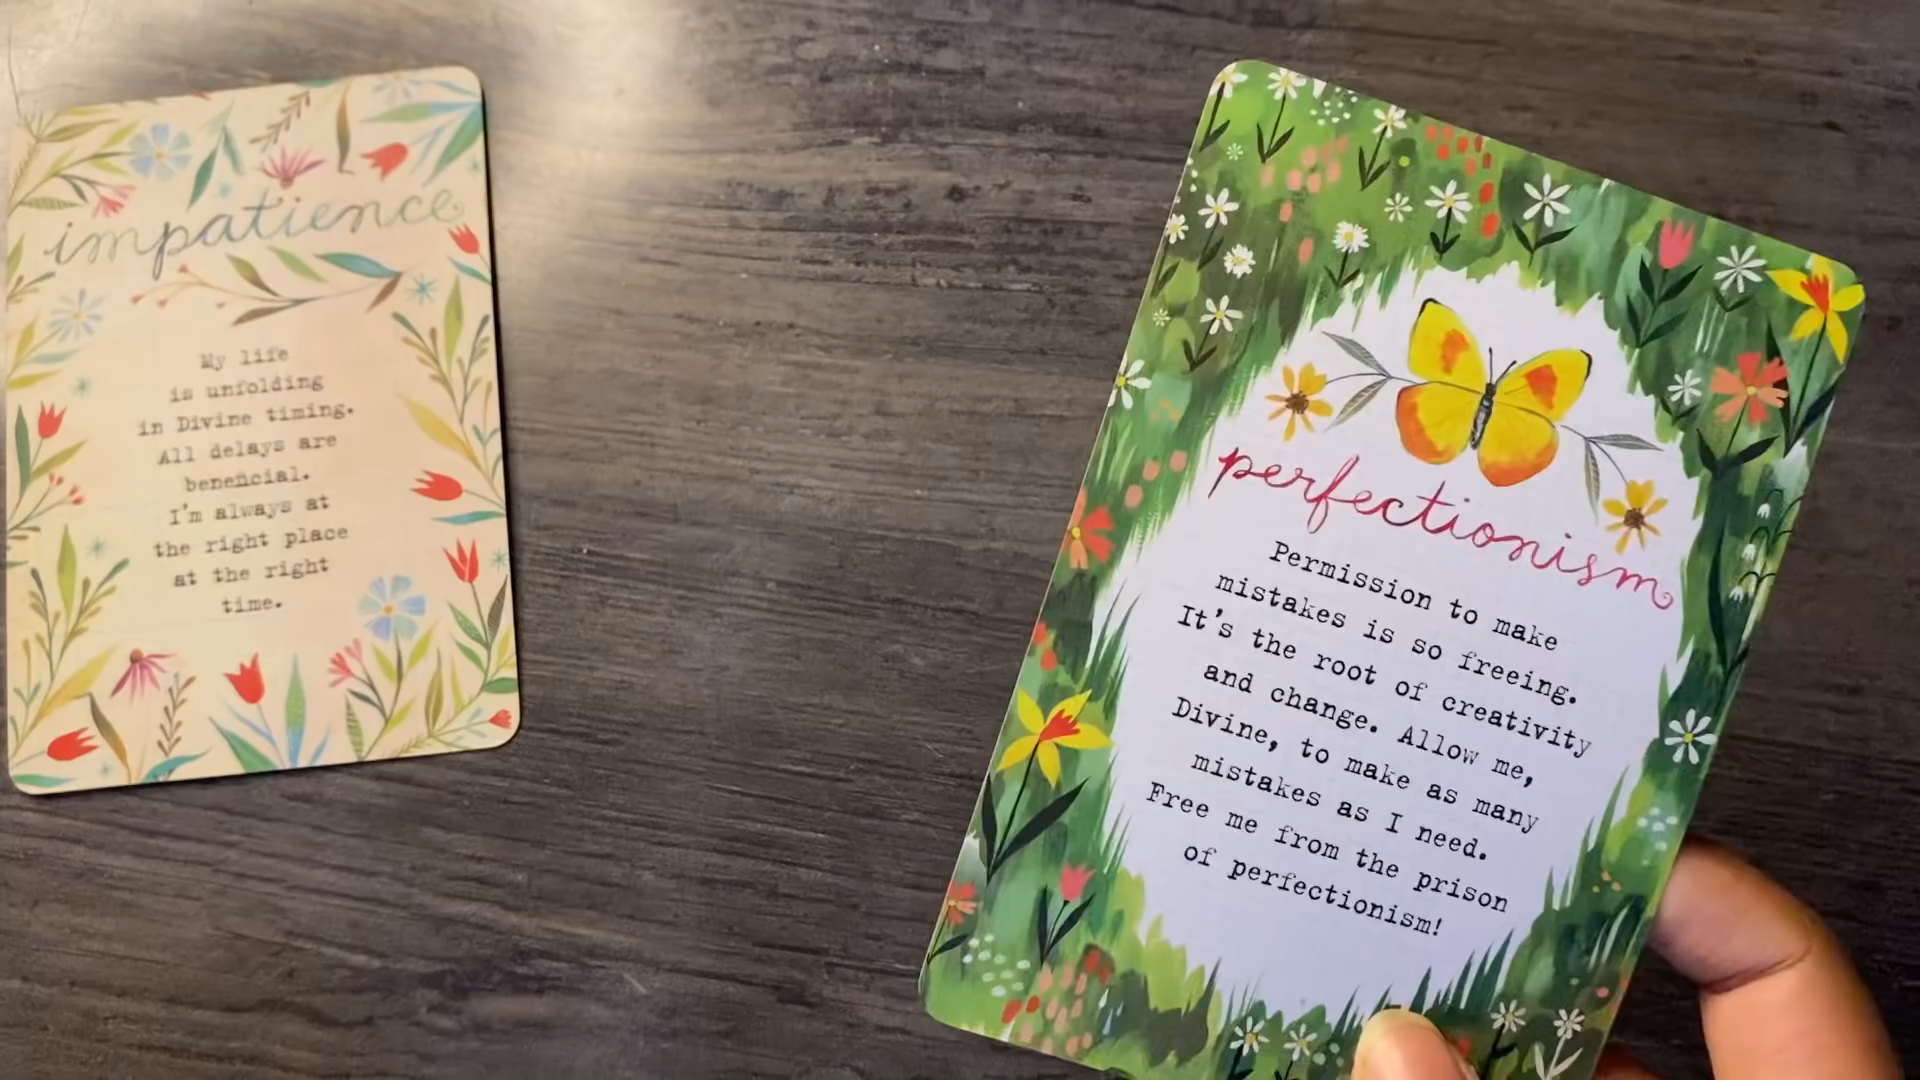 impatience
My life
is unfolding
in Divine timing.
All delays are
beneficial.
I'm always at
the right place
at the right
time.
perfectionism
Permission to make
mistakes is so freeing.
It's the root of creativity
and change. Allow me,
Divine, to make as many
mistakes as I need.
Free me from the prison
of perfectionism!